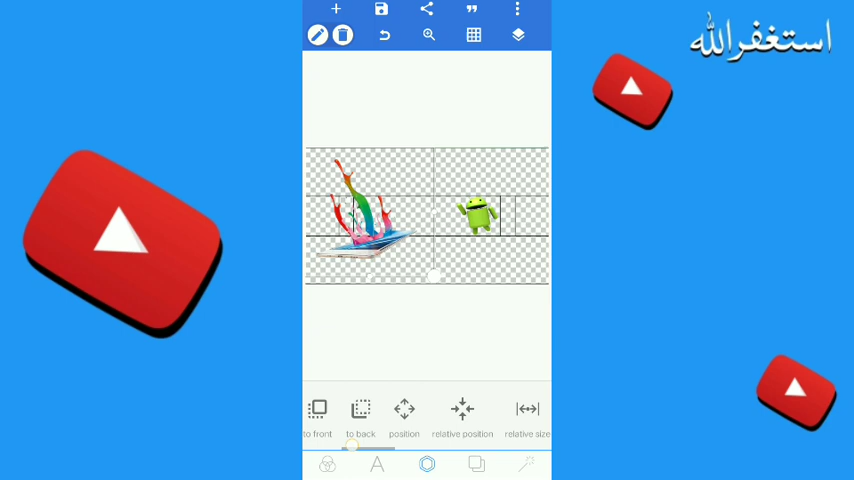 استغفرالله
to front to back position relative position relative size